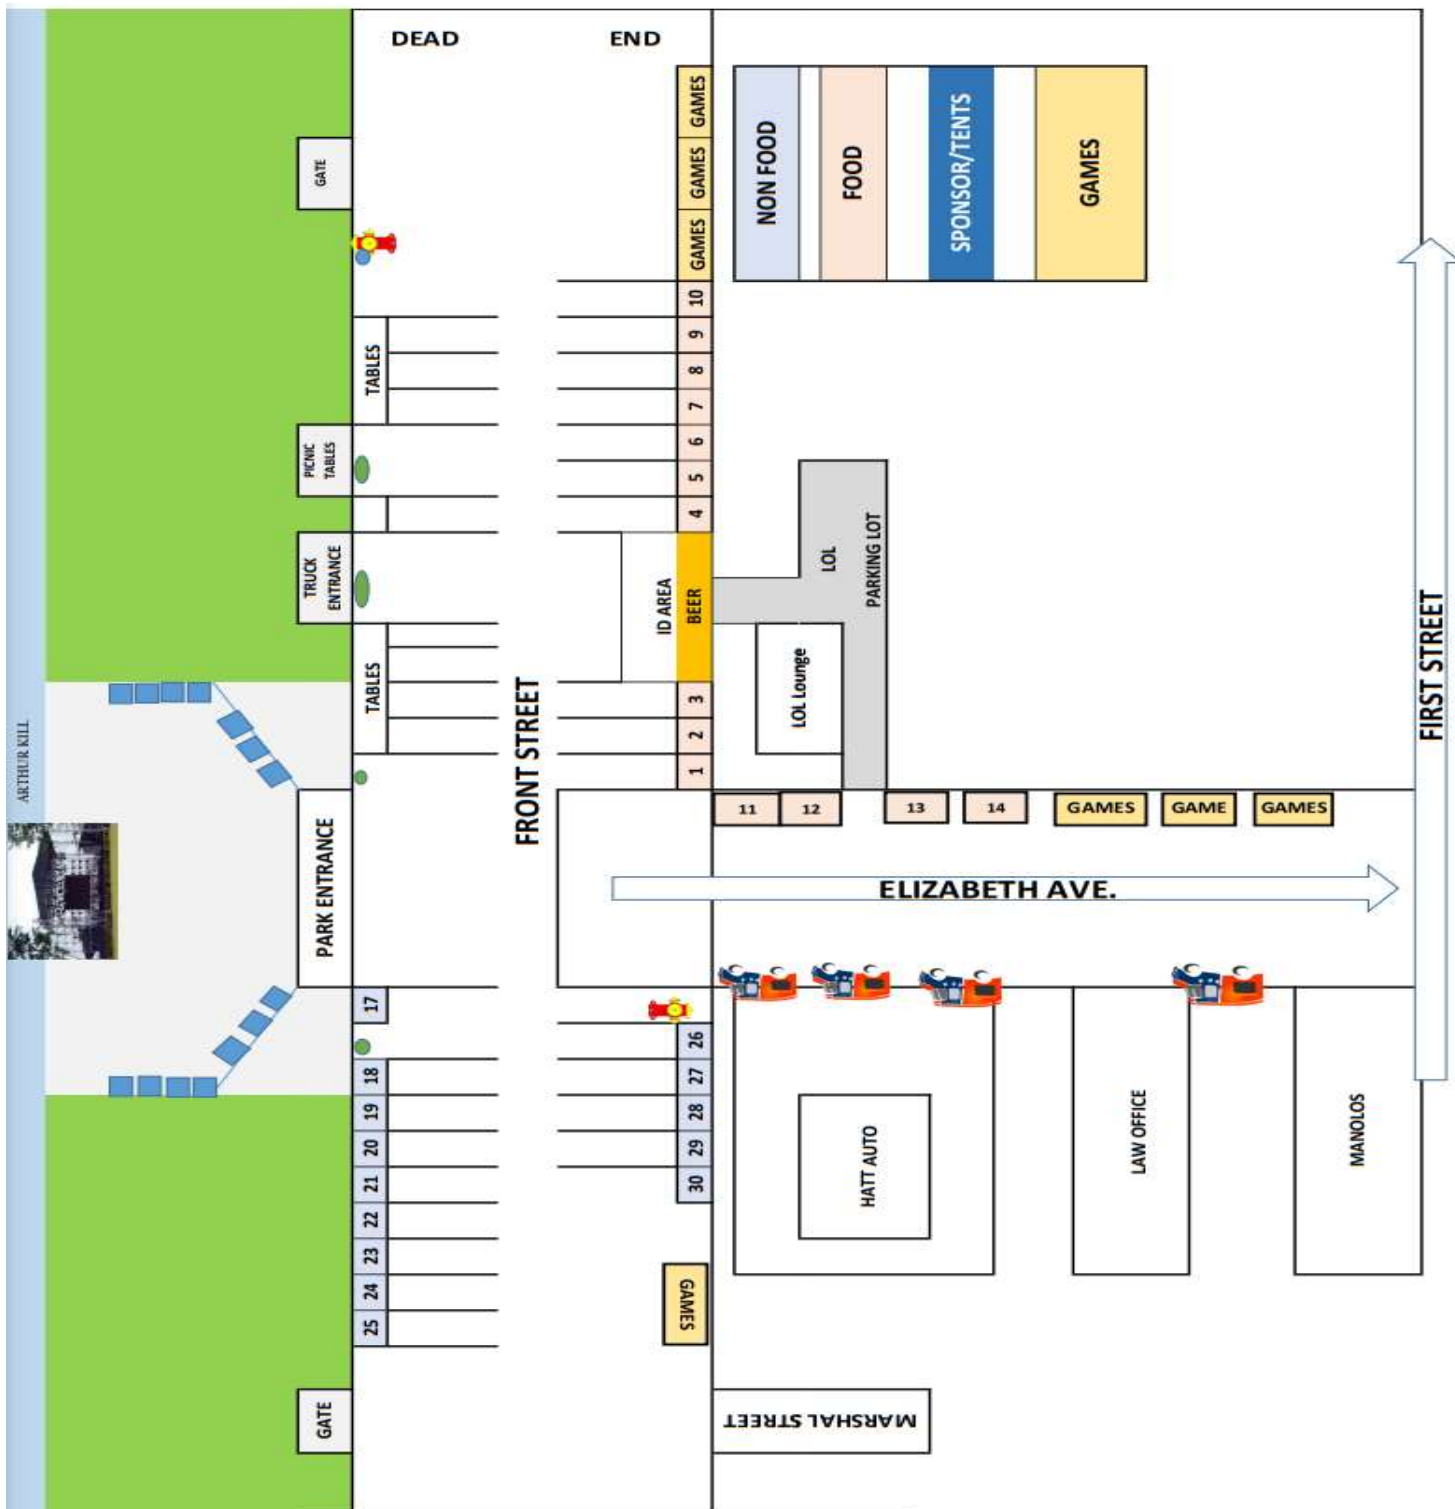 DEAD END
GAMES
GAMES
GAMES
NON FOOD
FOOD
SPONSOR/TENTS
GAMES
GATE
10
9
8
7
6
5
4
TABLES
PICNIC
TABLES
TRUCK
ENTRANCE
TABLES
ID AREA
BEER
3
2
1
LOL
PARKING LOT
LOL Lounge
FRONT STREET
FIRST STREET
ARTHUR KILL
PARK ENTRANCE
11
12
13
14
GAMES
GAME
GAMES
ELIZABETH AVE.
17
18
19
20
21
22
23
24
25
26
27
28
29
30
GAMES
HATT AUTO
LAW OFFICE
MANOLOS
GATE
MARSHAL STREET